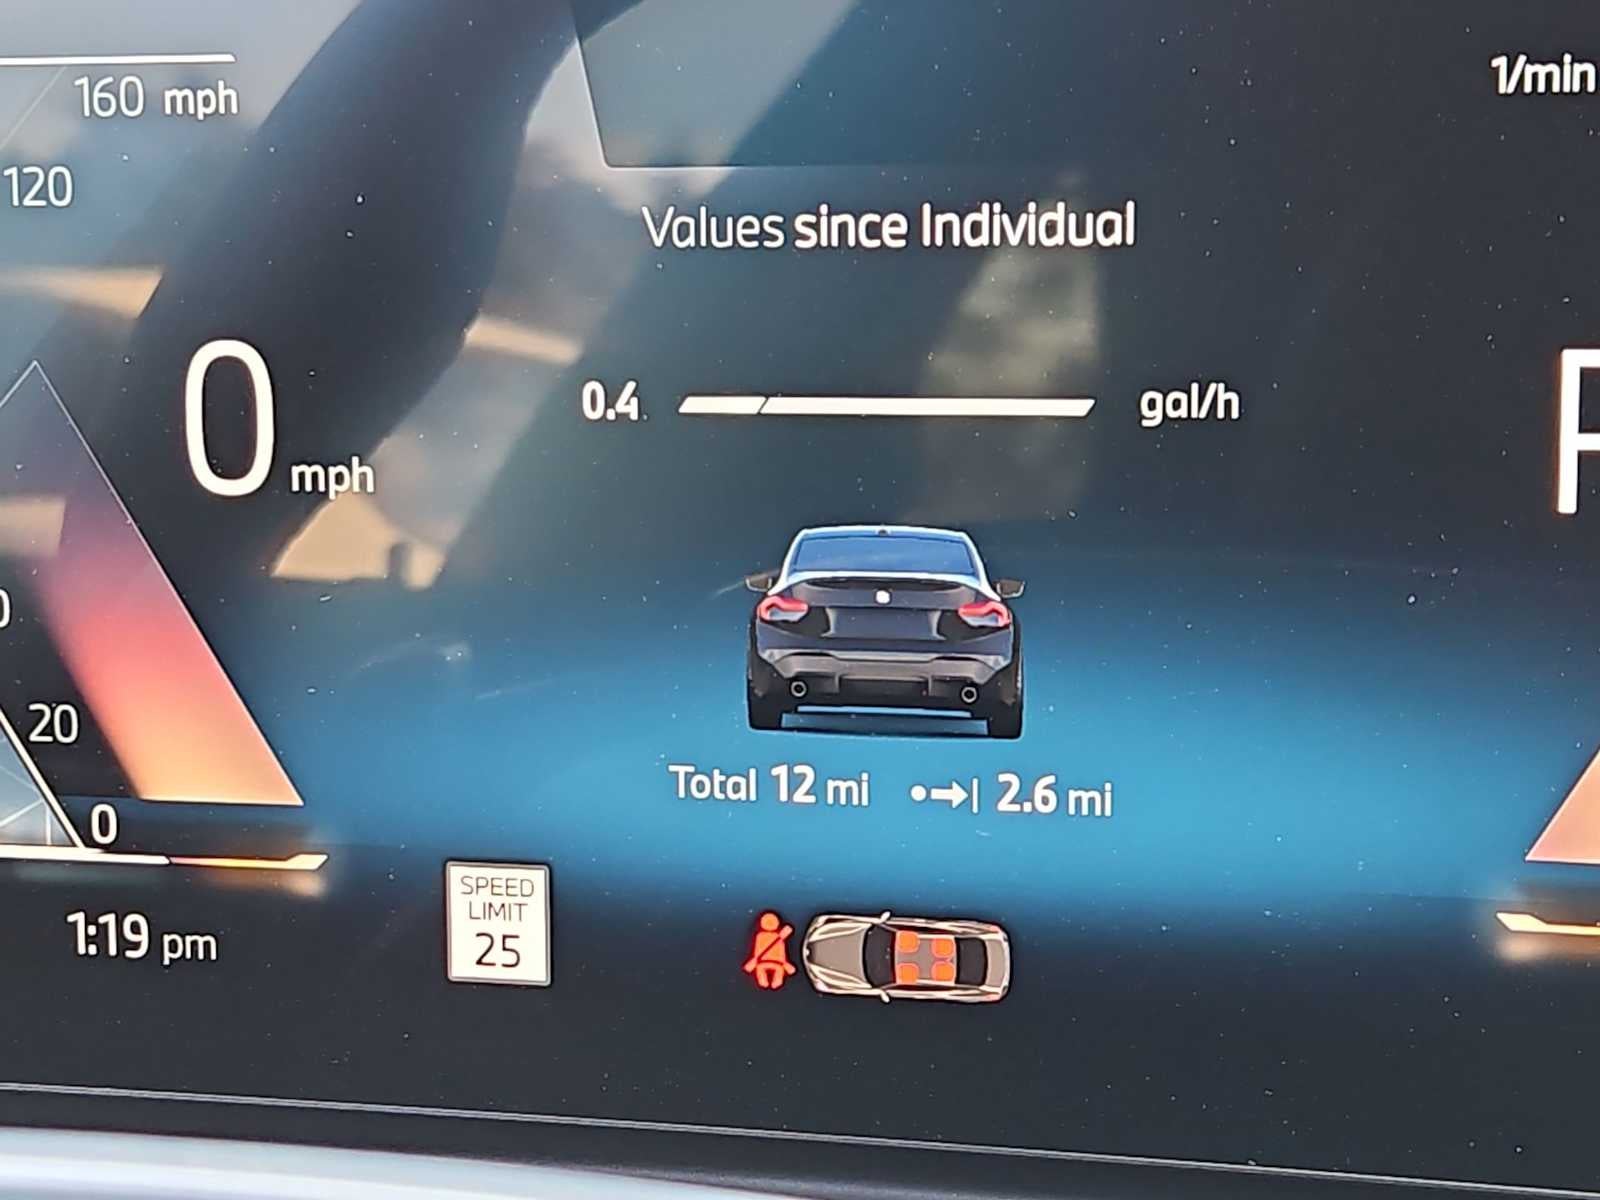 160 mph
1/min
120
Values since Individual
0 mph
0.4 gal/h
20
Total 12 mi 2.6 mi
0
SPEED
LIMIT
25
1:19 pm